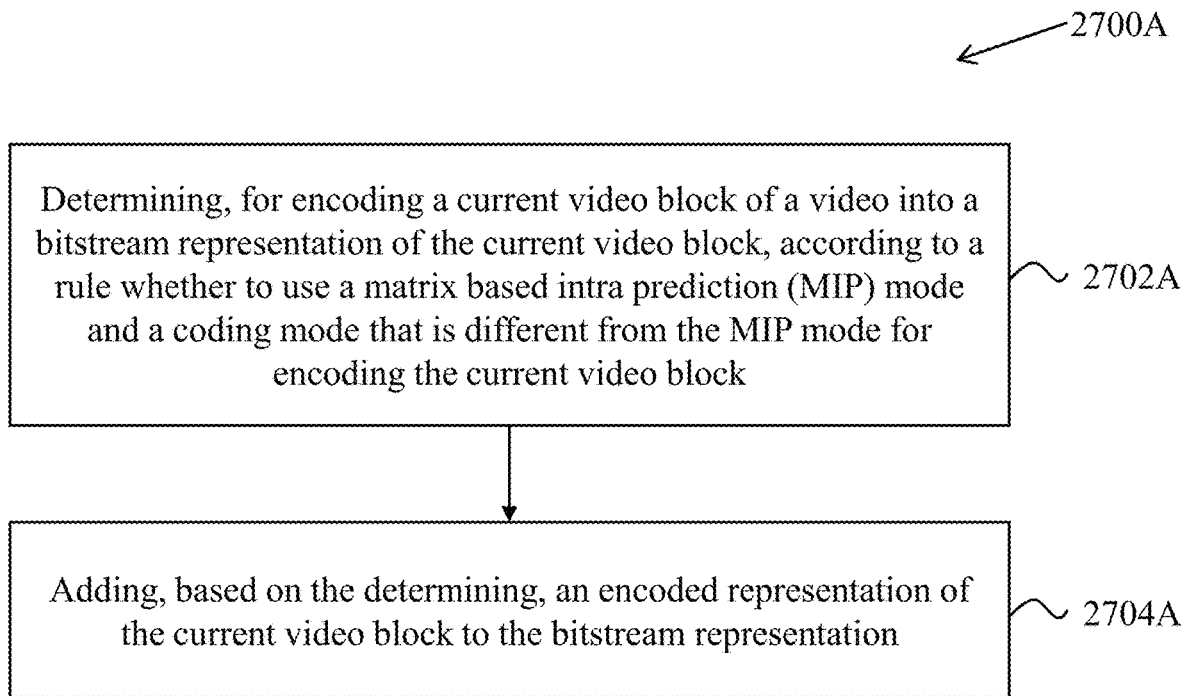 2700A
Determining, for encoding a current video block of a video into a
bitstream representation of the current video block, according to a
rule whether to use a matrix based intra prediction (MIP) mode
and a coding mode that is different from the MIP mode for
encoding the current video block
2702A
Adding, based on the determining, an encoded representation of
the current video block to the bitstream representation
2704A